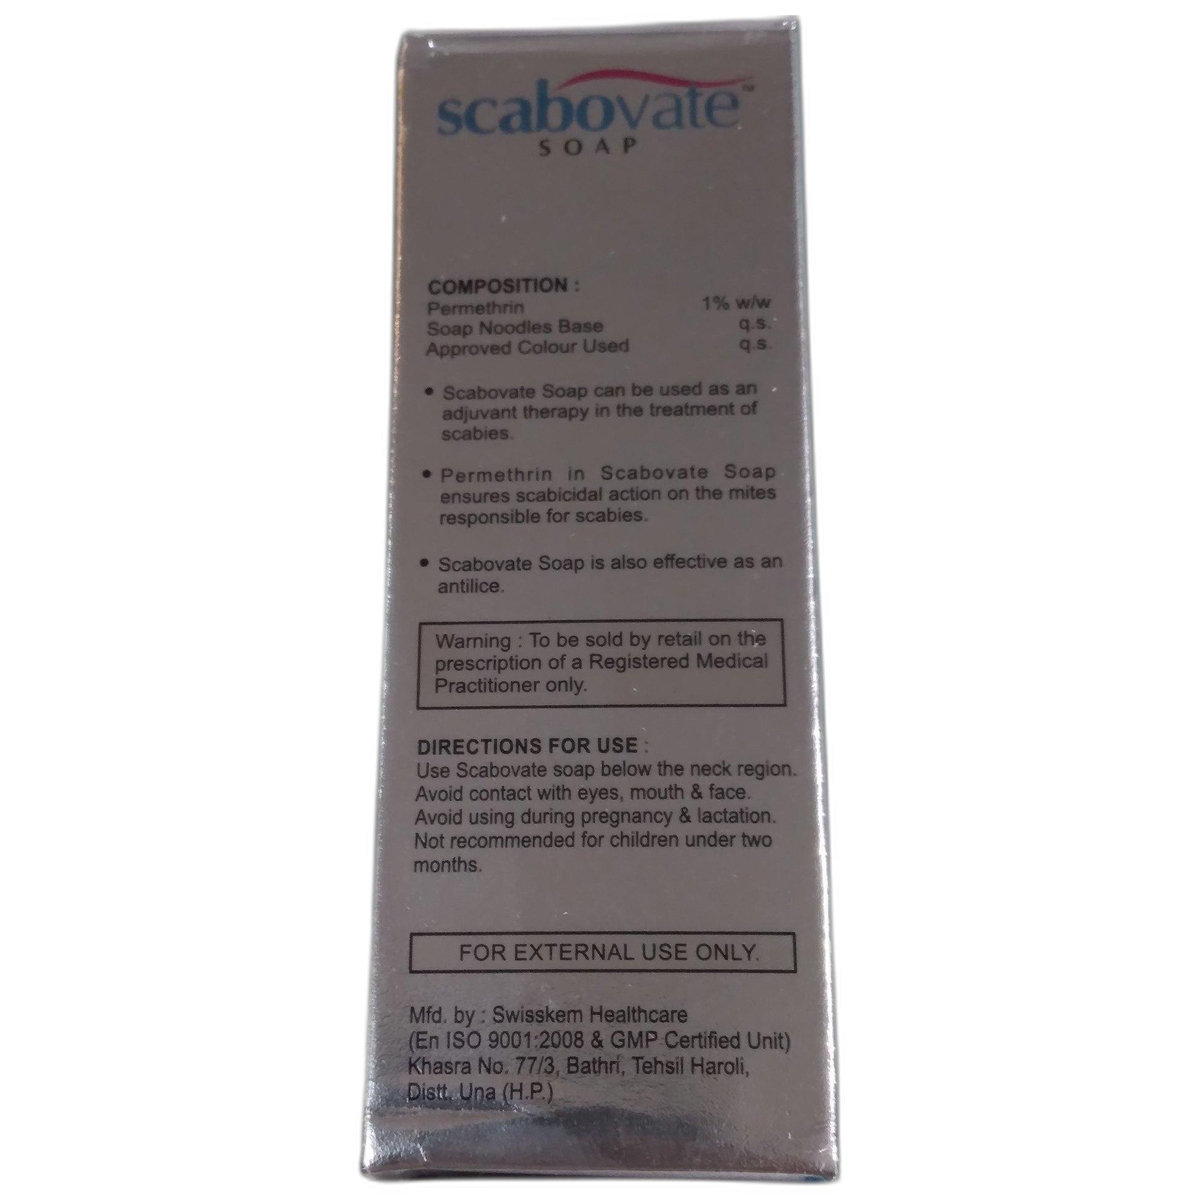 scabovate™
SOAP
COMPOSITION :
Permethrin 1% w/w
Soap Noodles Base q.s.
Approved Colour Used q.s.
• Scabovate Soap can be used as an
adjuvant therapy in the treatment of
scabies.
• Permethrin in Scabovate Soap
ensures scabicidal action on the mites
responsible for scabies.
• Scabovate Soap is also effective as an
antilice.
Warning : To be sold by retail on the
prescription of a Registered Medical
Practitioner only.
DIRECTIONS FOR USE :
Use Scabovate soap below the neck region.
Avoid contact with eyes, mouth & face.
Avoid using during pregnancy & lactation.
Not recommended for children under two
months.
FOR EXTERNAL USE ONLY.
Mfd. by : Swisskem Healthcare
(En ISO 9001:2008 & GMP Certified Unit)
Khasra No. 77/3, Bathri, Tehsil Haroli,
Distt. Una (H.P.)